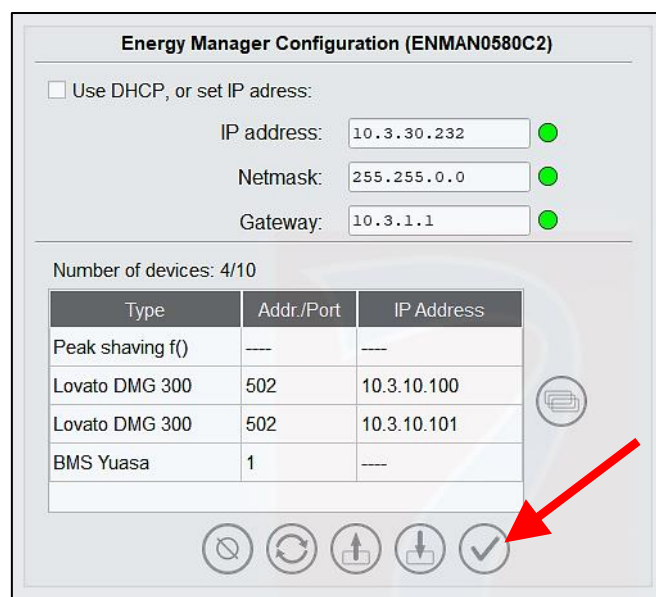 Energy Manager Configuration (ENMAN0580C2)
Use DHCP, or set IP adress:
IP address: 10.3.30.232
Netmask: 255.255.0.0
Gateway: 10.3.1.1
Number of devices: 4/10
Type Addr./Port IP Address
Peak shaving f() ---- ----
Lovato DMG 300 502 10.3.10.100
Lovato DMG 300 502 10.3.10.101
BMS Yuasa 1 ----